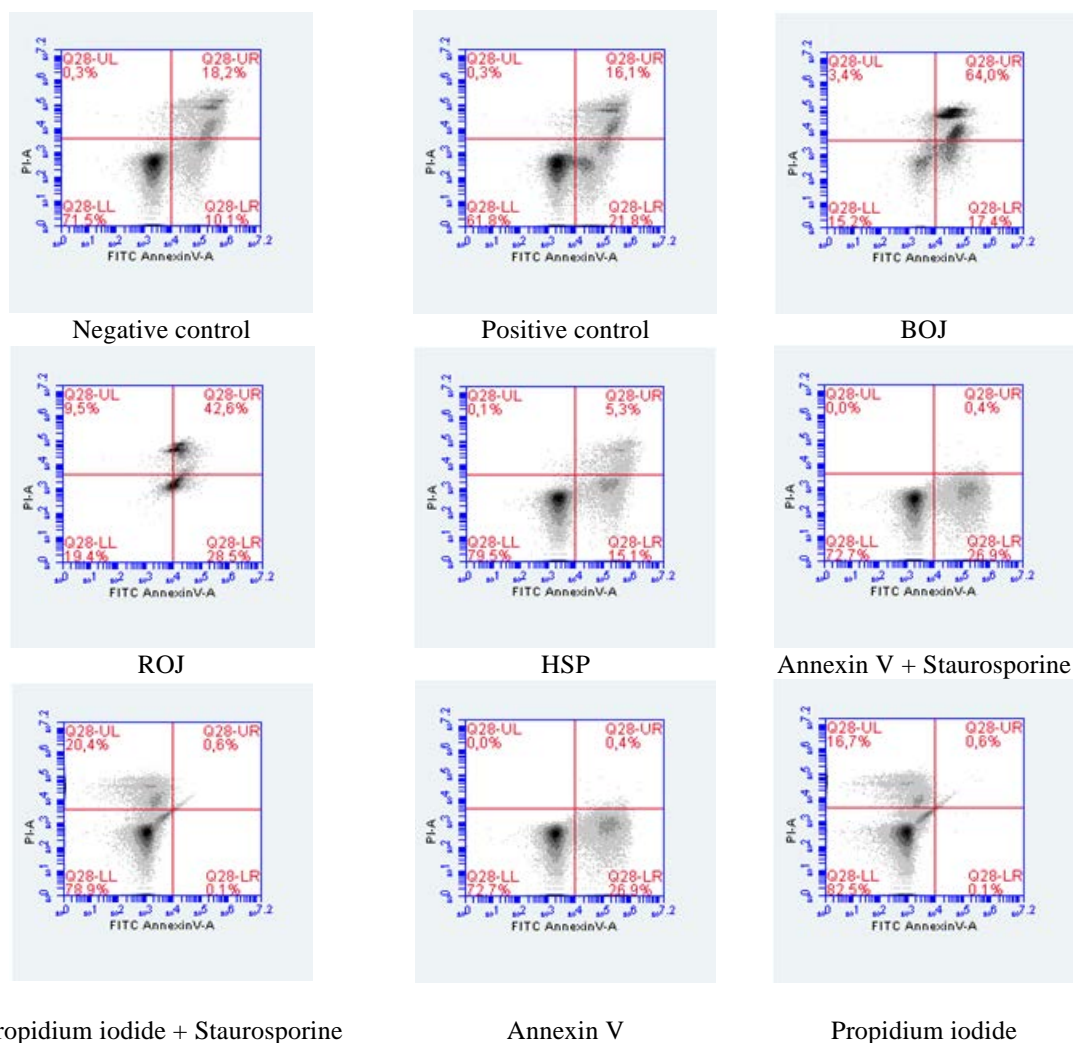 Q28-UL Q28-UR
0,3% 18,2%
Q28-LL Q28-LR
71,5% 10,1%
PI-A
FITC AnnexinV-A
Negative control
Q28-UL Q28-UR
0,3% 16,1%
Q28-LL Q28-LR
61,8% 21,8%
PI-A
FITC AnnexinV-A
Positive control
Q28-UL Q28-UR
3,4% 64,0%
Q28-LL Q28-LR
15,2% 17,4%
PI-A
FITC AnnexinV-A
BOJ
Q28-UL Q28-UR
9,5% 42,6%
Q28-LL Q28-LR
19,4% 28,5%
PI-A
FITC AnnexinV-A
ROJ
Q28-UL Q28-UR
0,1% 5,3%
Q28-LL Q28-LR
79,5% 15,1%
PI-A
FITC AnnexinV-A
HSP
Q28-UL Q28-UR
0,0% 0,4%
Q28-LL Q28-LR
72,7% 26,9%
PI-A
FITC AnnexinV-A
Annexin V + Staurosporine
Q28-UL Q28-UR
20,4% 0,6%
Q28-LL Q28-LR
78,9% 0,1%
PI-A
FITC AnnexinV-A
ropidium iodide + Staurosporine
Q28-UL Q28-UR
0,0% 0,4%
Q28-LL Q28-LR
72,7% 26,9%
PI-A
FITC AnnexinV-A
Annexin V
Q28-UL Q28-UR
16,7% 0,6%
Q28-LL Q28-LR
82,5% 0,1%
PI-A
FITC AnnexinV-A
Propidium iodide